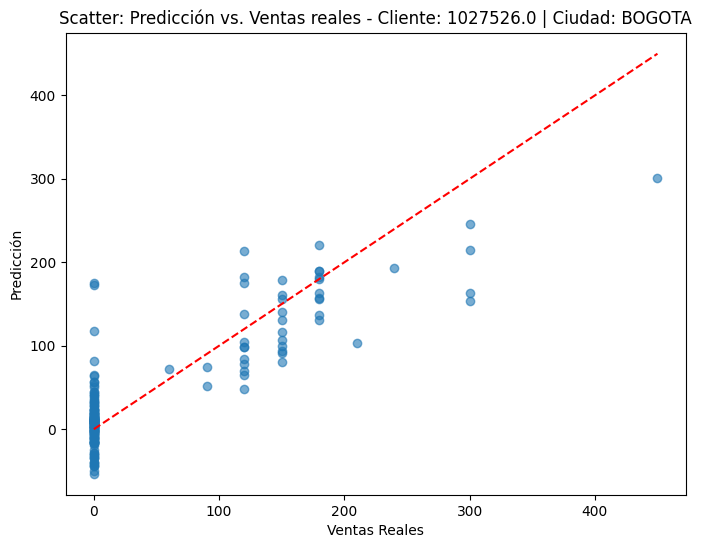 Scatter: Predicción vs. Ventas reales - Cliente: 1027526.0 | Ciudad: BOGOTA
400
300
200
100
0
Predicción
0 100 200 300 400
Ventas Reales